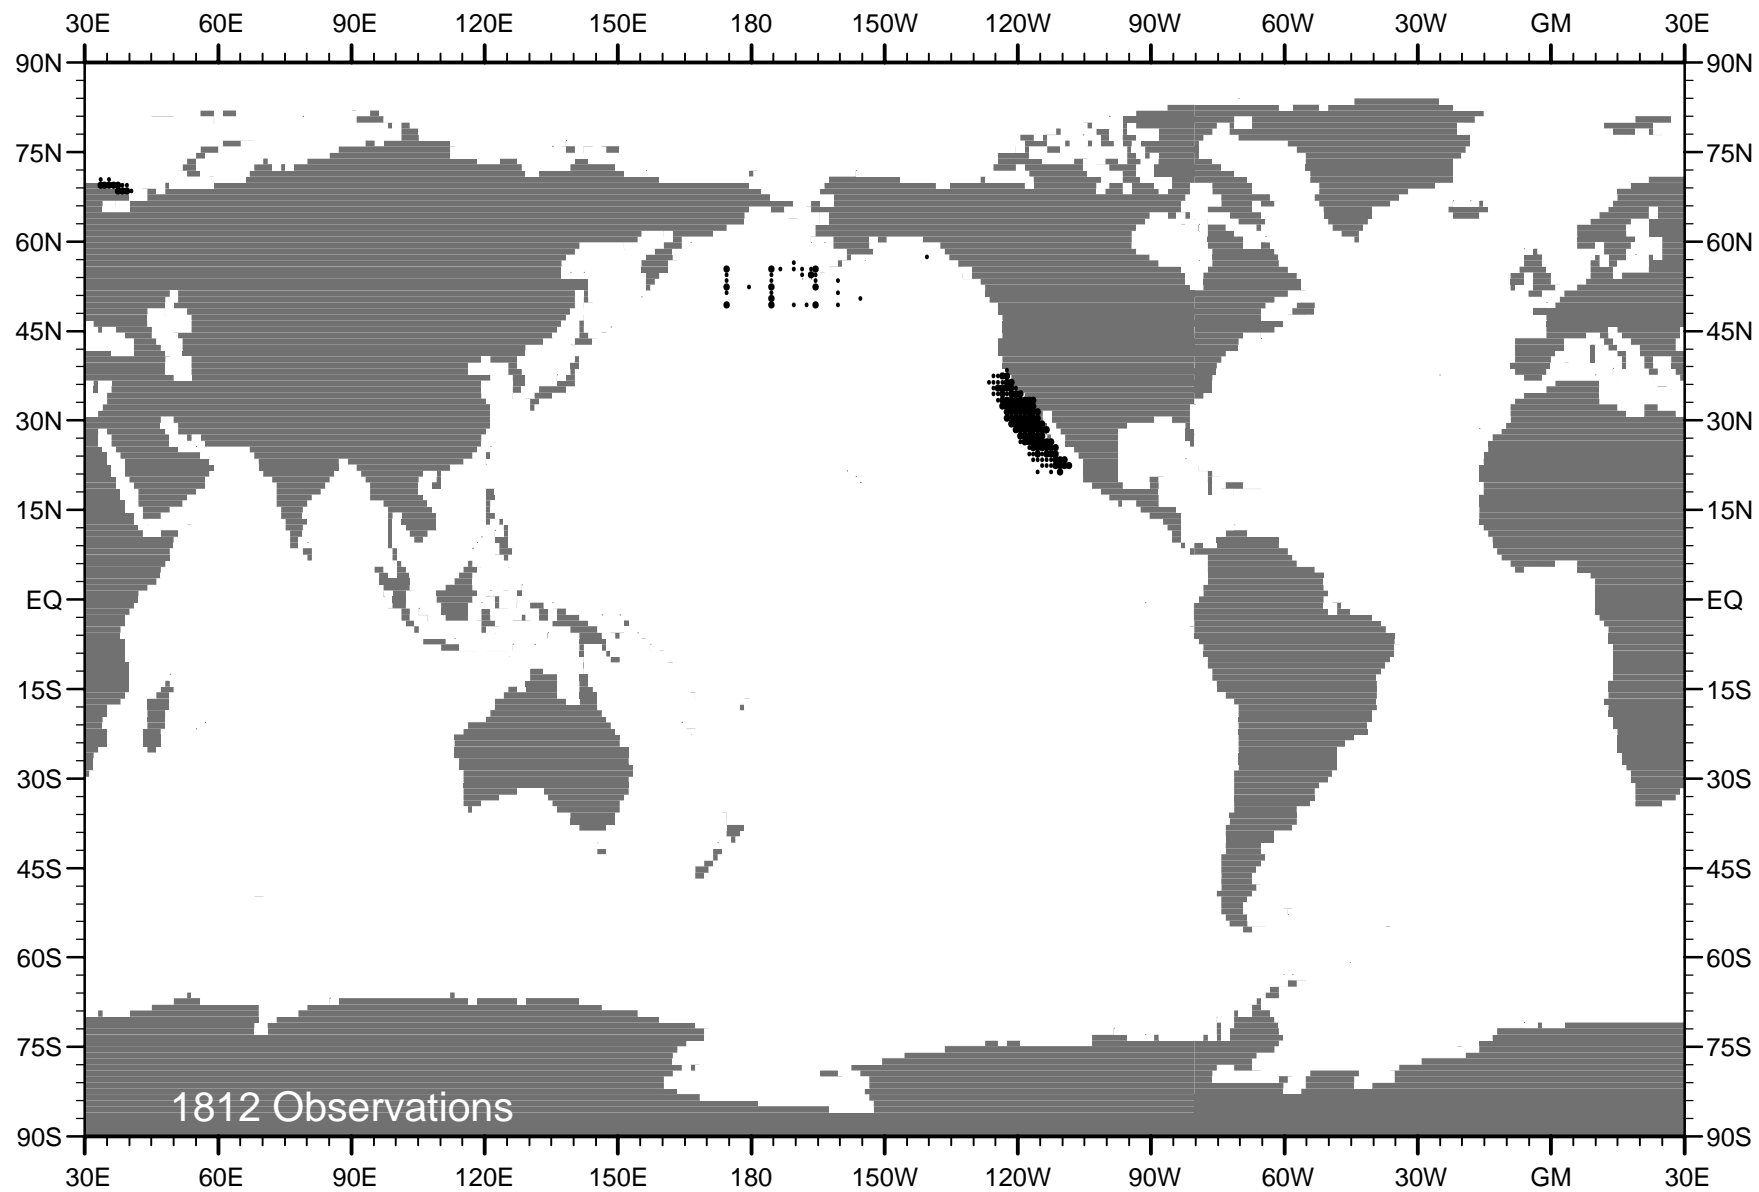 30E 60E 90E 120E 150E 180 150W 120W 90W 60W 30W GM 30E
90N 90N
75N 75N
60N 60N
45N 45N
30N 30N
15N 15N
EQ EQ
15S 15S
30S 30S
45S 45S
60S 60S
75S 75S
1812 Observations
90S 90S
30E 60E 90E 120E 150E 180 150W 120W 90W 60W 30W GM 30E